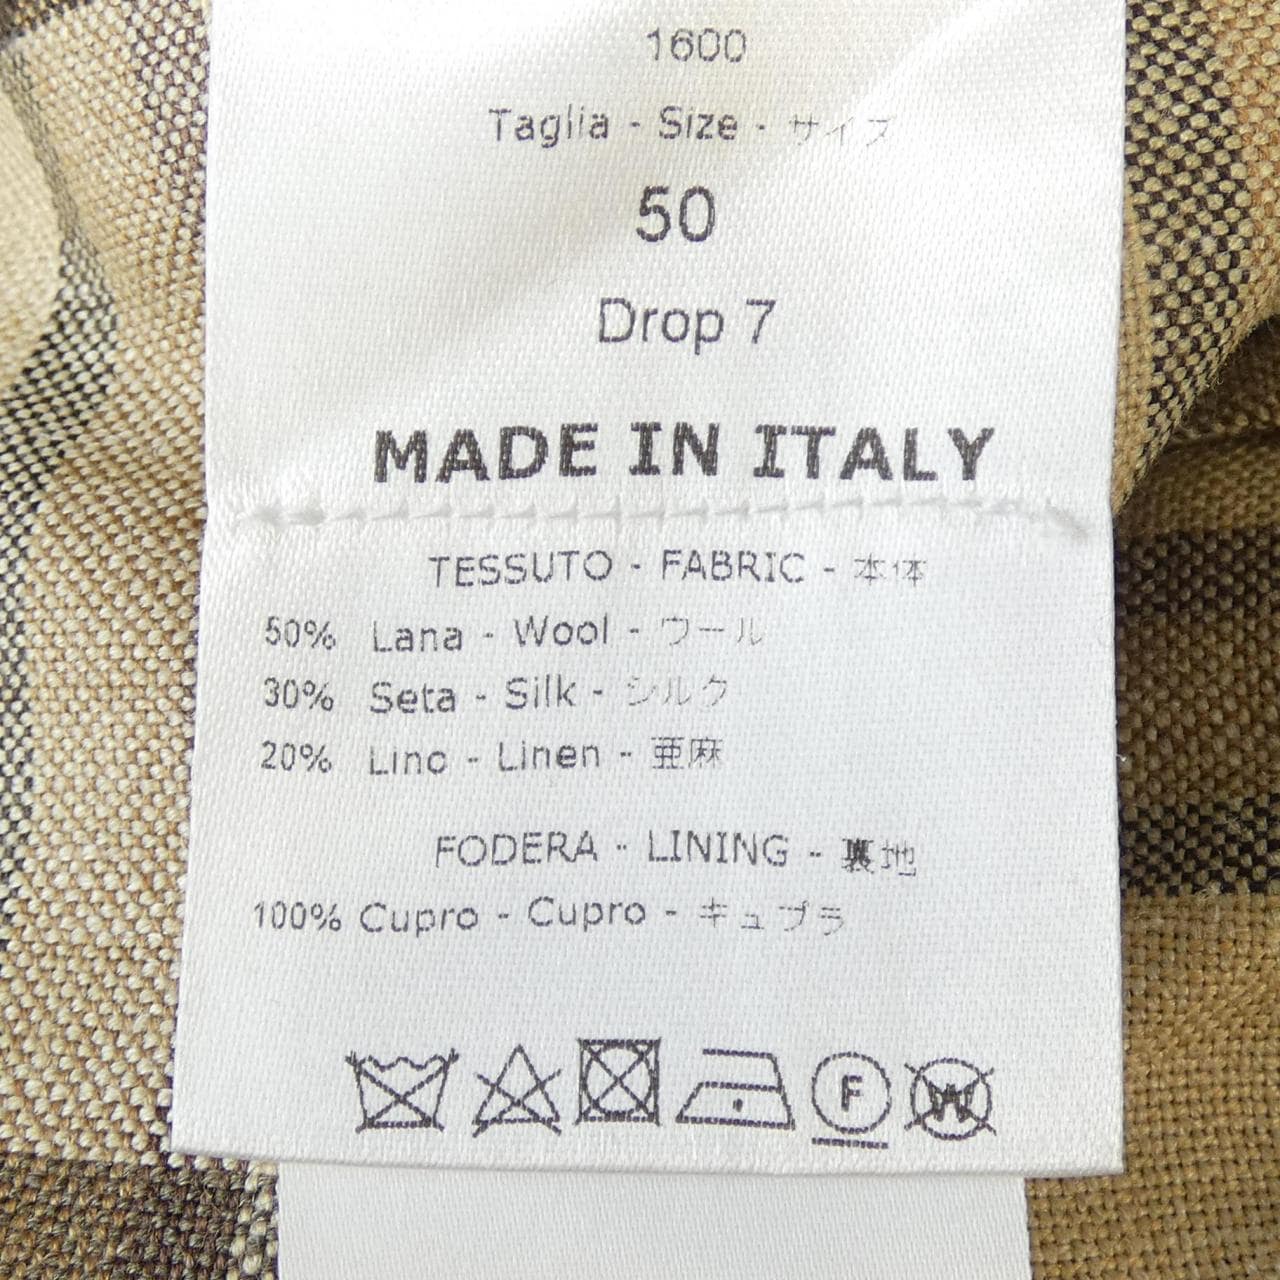 1600
Taglia - Size - サイズ
50
Drop 7
MADE IN ITALY
TESSUTO - FABRIC - 本体
50% Lana - Wool - ウール
30% Seta - Silk - シルク
20% Lino - Linen - 亜麻
FODERA - LINING - 裏地
100% Cupro - Cupro - キュプラ
F W